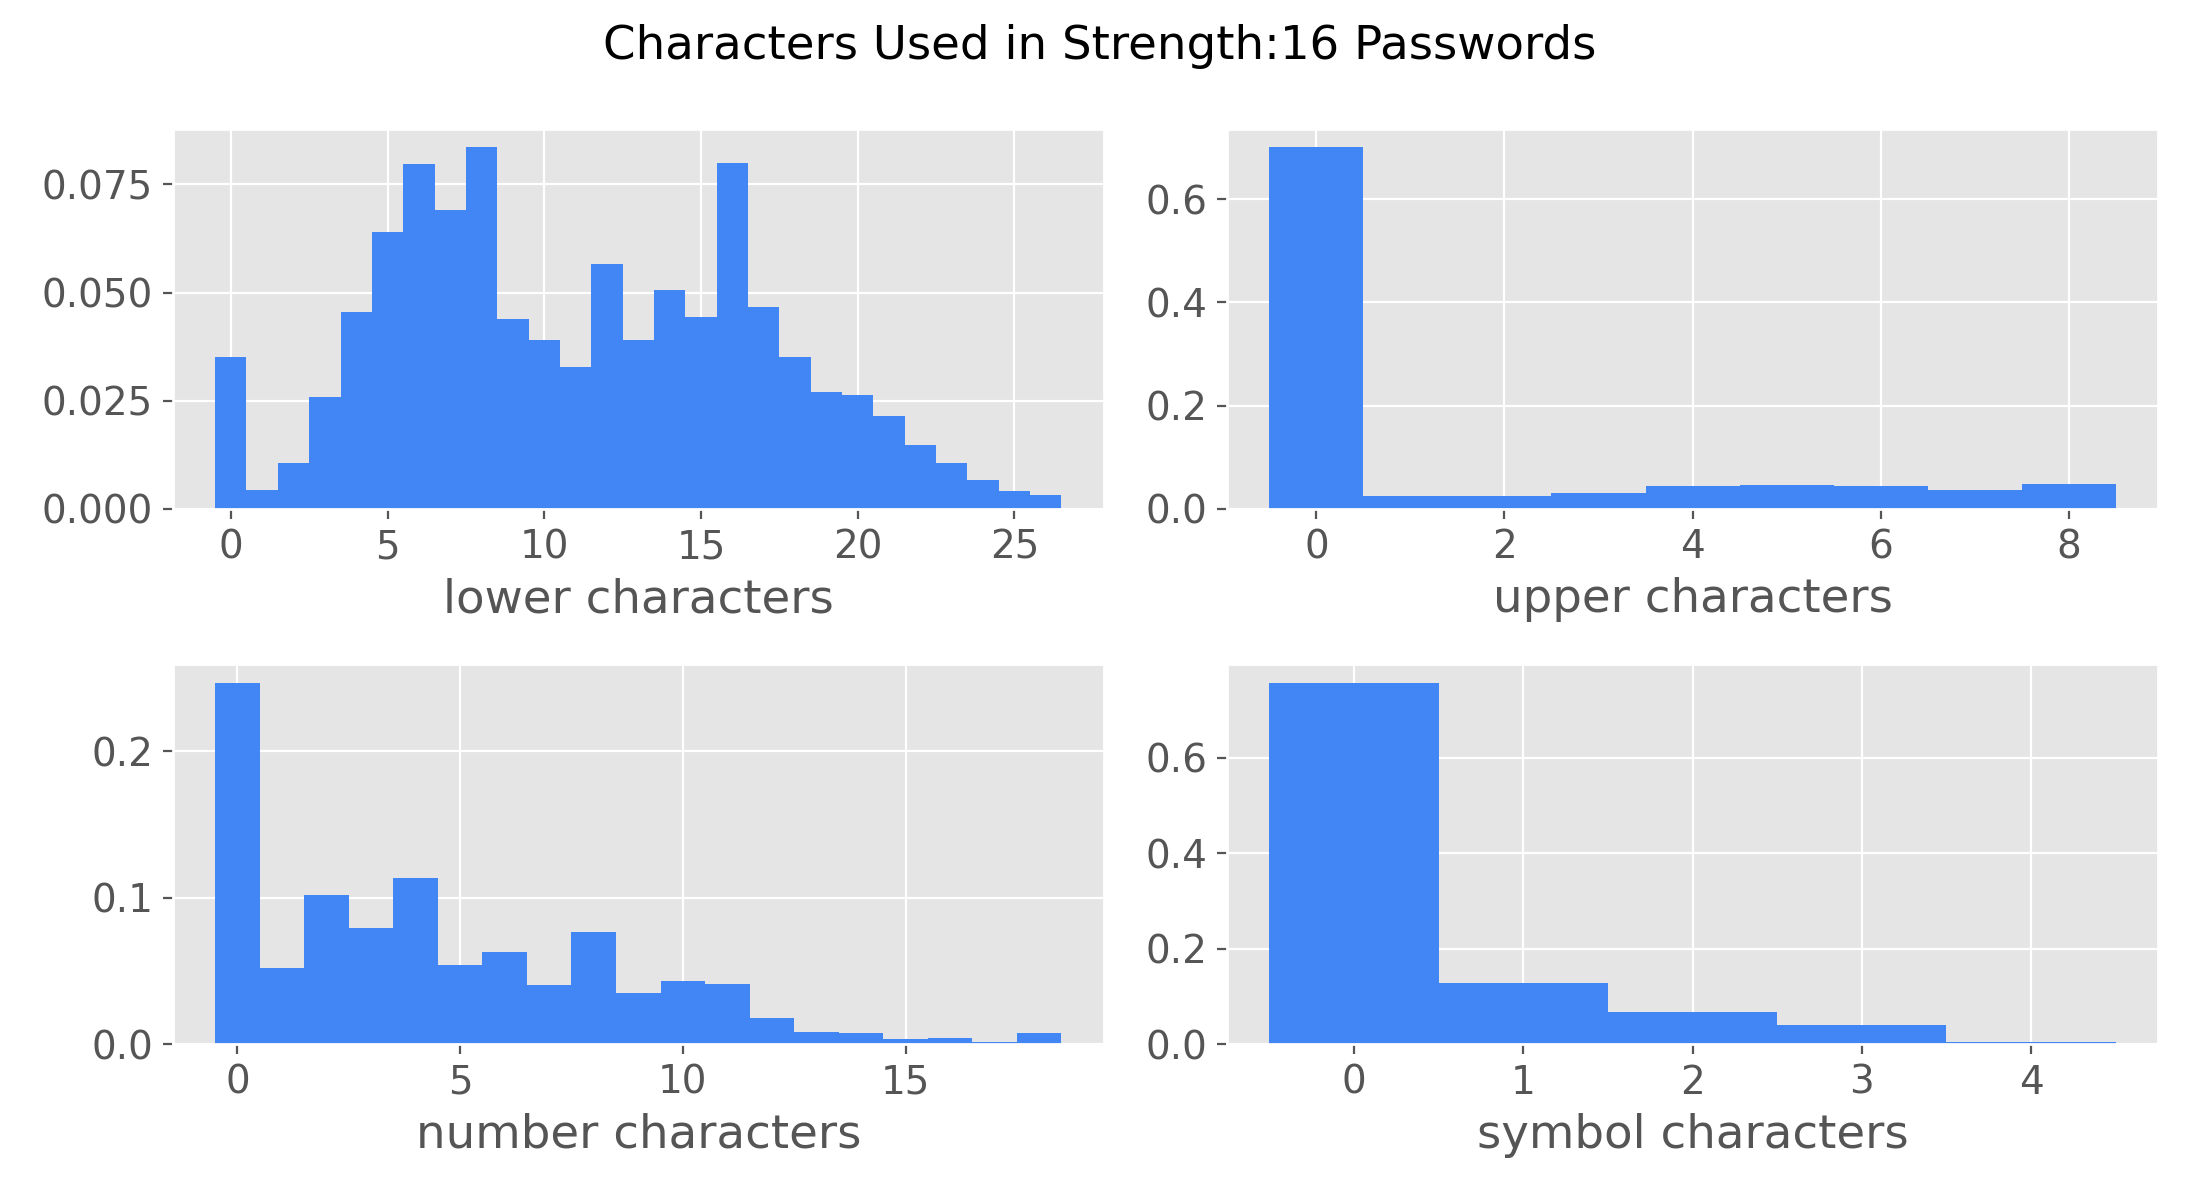 Characters Used in Strength:16 Passwords
0.075
0.050
0.025
0.000
0 5 10 15 20 25
lower characters
0.6
0.4
0.2
0.0
0 2 4 6 8
upper characters
0.2
0.1
0.0
0 5 10 15
number characters
0.6
0.4
0.2
0.0
0 1 2 3 4
symbol characters